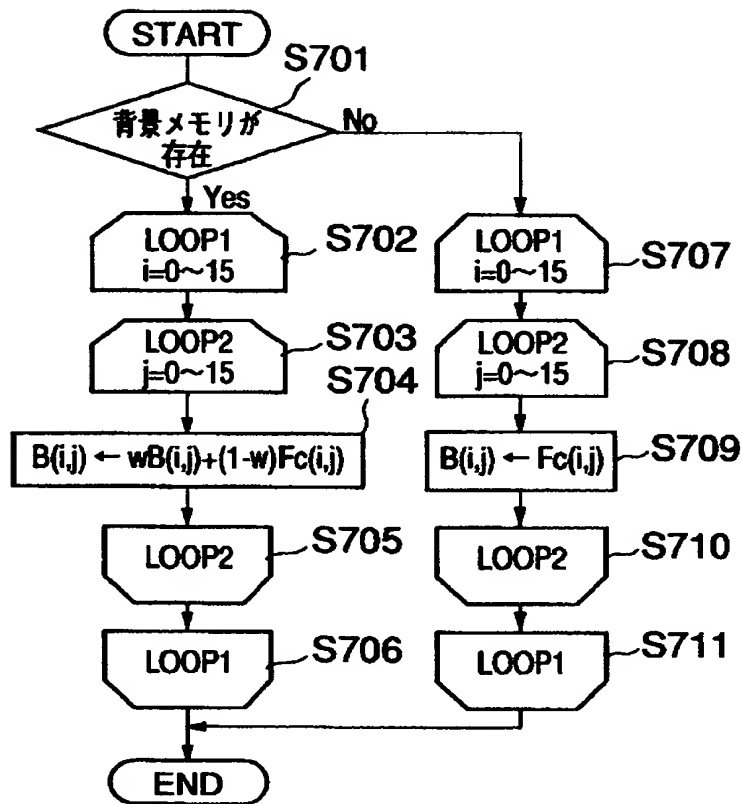 START
S701
背景メモリが
存在
No
Yes
LOOP1
i=0～15
S702
LOOP2
j=0～15
S703
S704
B(i,j) ← wB(i,j)+(1-w)Fc(i,j)
LOOP2
S705
LOOP1
S706
LOOP1
i=0～15
S707
LOOP2
j=0～15
S708
B(i,j) ← Fc(i,j)
S709
LOOP2
S710
LOOP1
S711
END